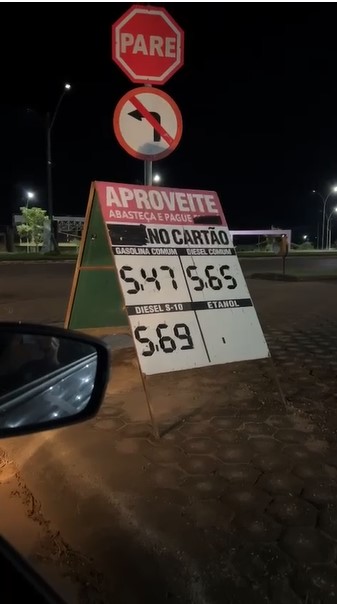 PARE
APROVEITE
ABASTEÇA E PAGUE
NO CARTÃO
GASOLINA COMUM DIESEL COMUM
5.47 5.65
DIESEL S-10 ETANOL
5.69